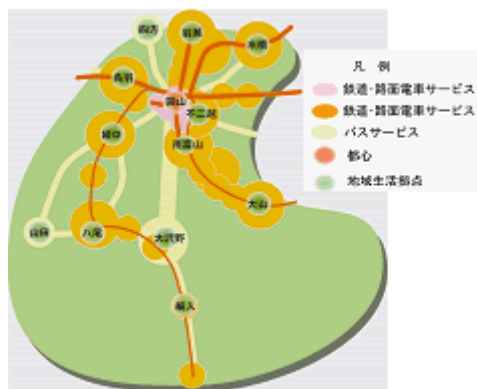 四方
岩瀬
水橋
呉羽
富山
不二越
南富山
婦中
大山
山田
八尾
大沢野
細入
凡 例
鉄道・路面電車サービス
鉄道・路面電車サービス
バスサービス
都心
地域生活拠点